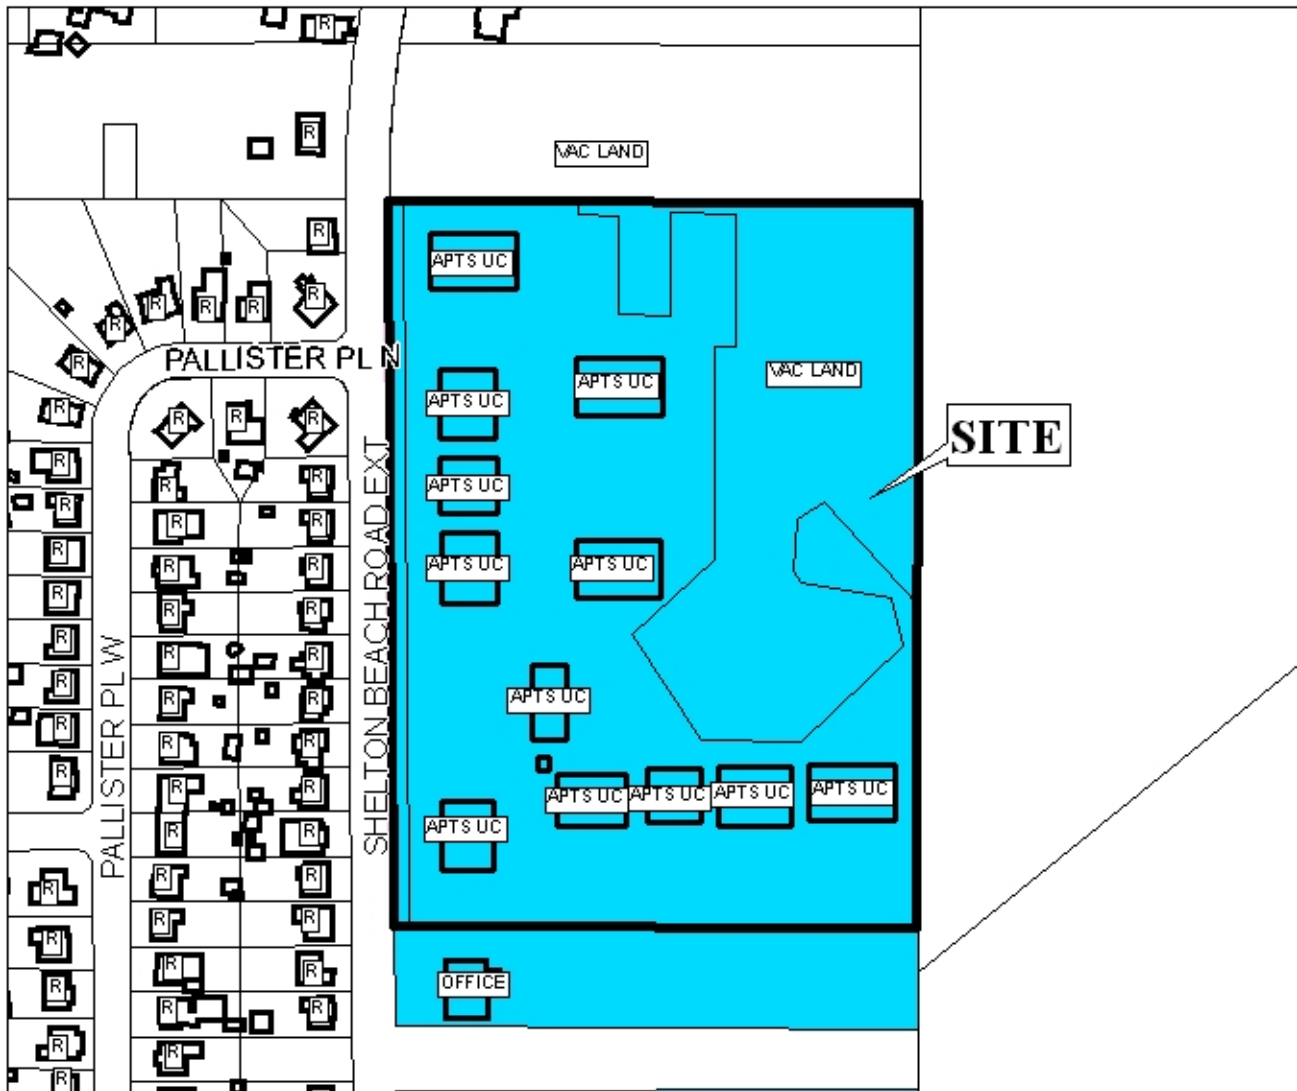 R
R
VAC LAND
R
APTS UC
R
R
R
R
R
PALLISTER PL N
R
VAC LAND
APTS UC
APTS UC
R
R
R
R
SITE
R
R
R
APTS UC
R
R
R
R
R
R
APTS UC
APTS UC
R
R
R
SHELTON BEACH ROAD EXT
R
R
R
R
R
R
APTS UC
R
R
R
PALLISTER PL W
R
R
R
APTS UC
APTS UC
APTS UC
APTS UC
R
R
APTS UC
R
R
R
R
R
R
R
R
OFFICE
R
R
R
R
R
R